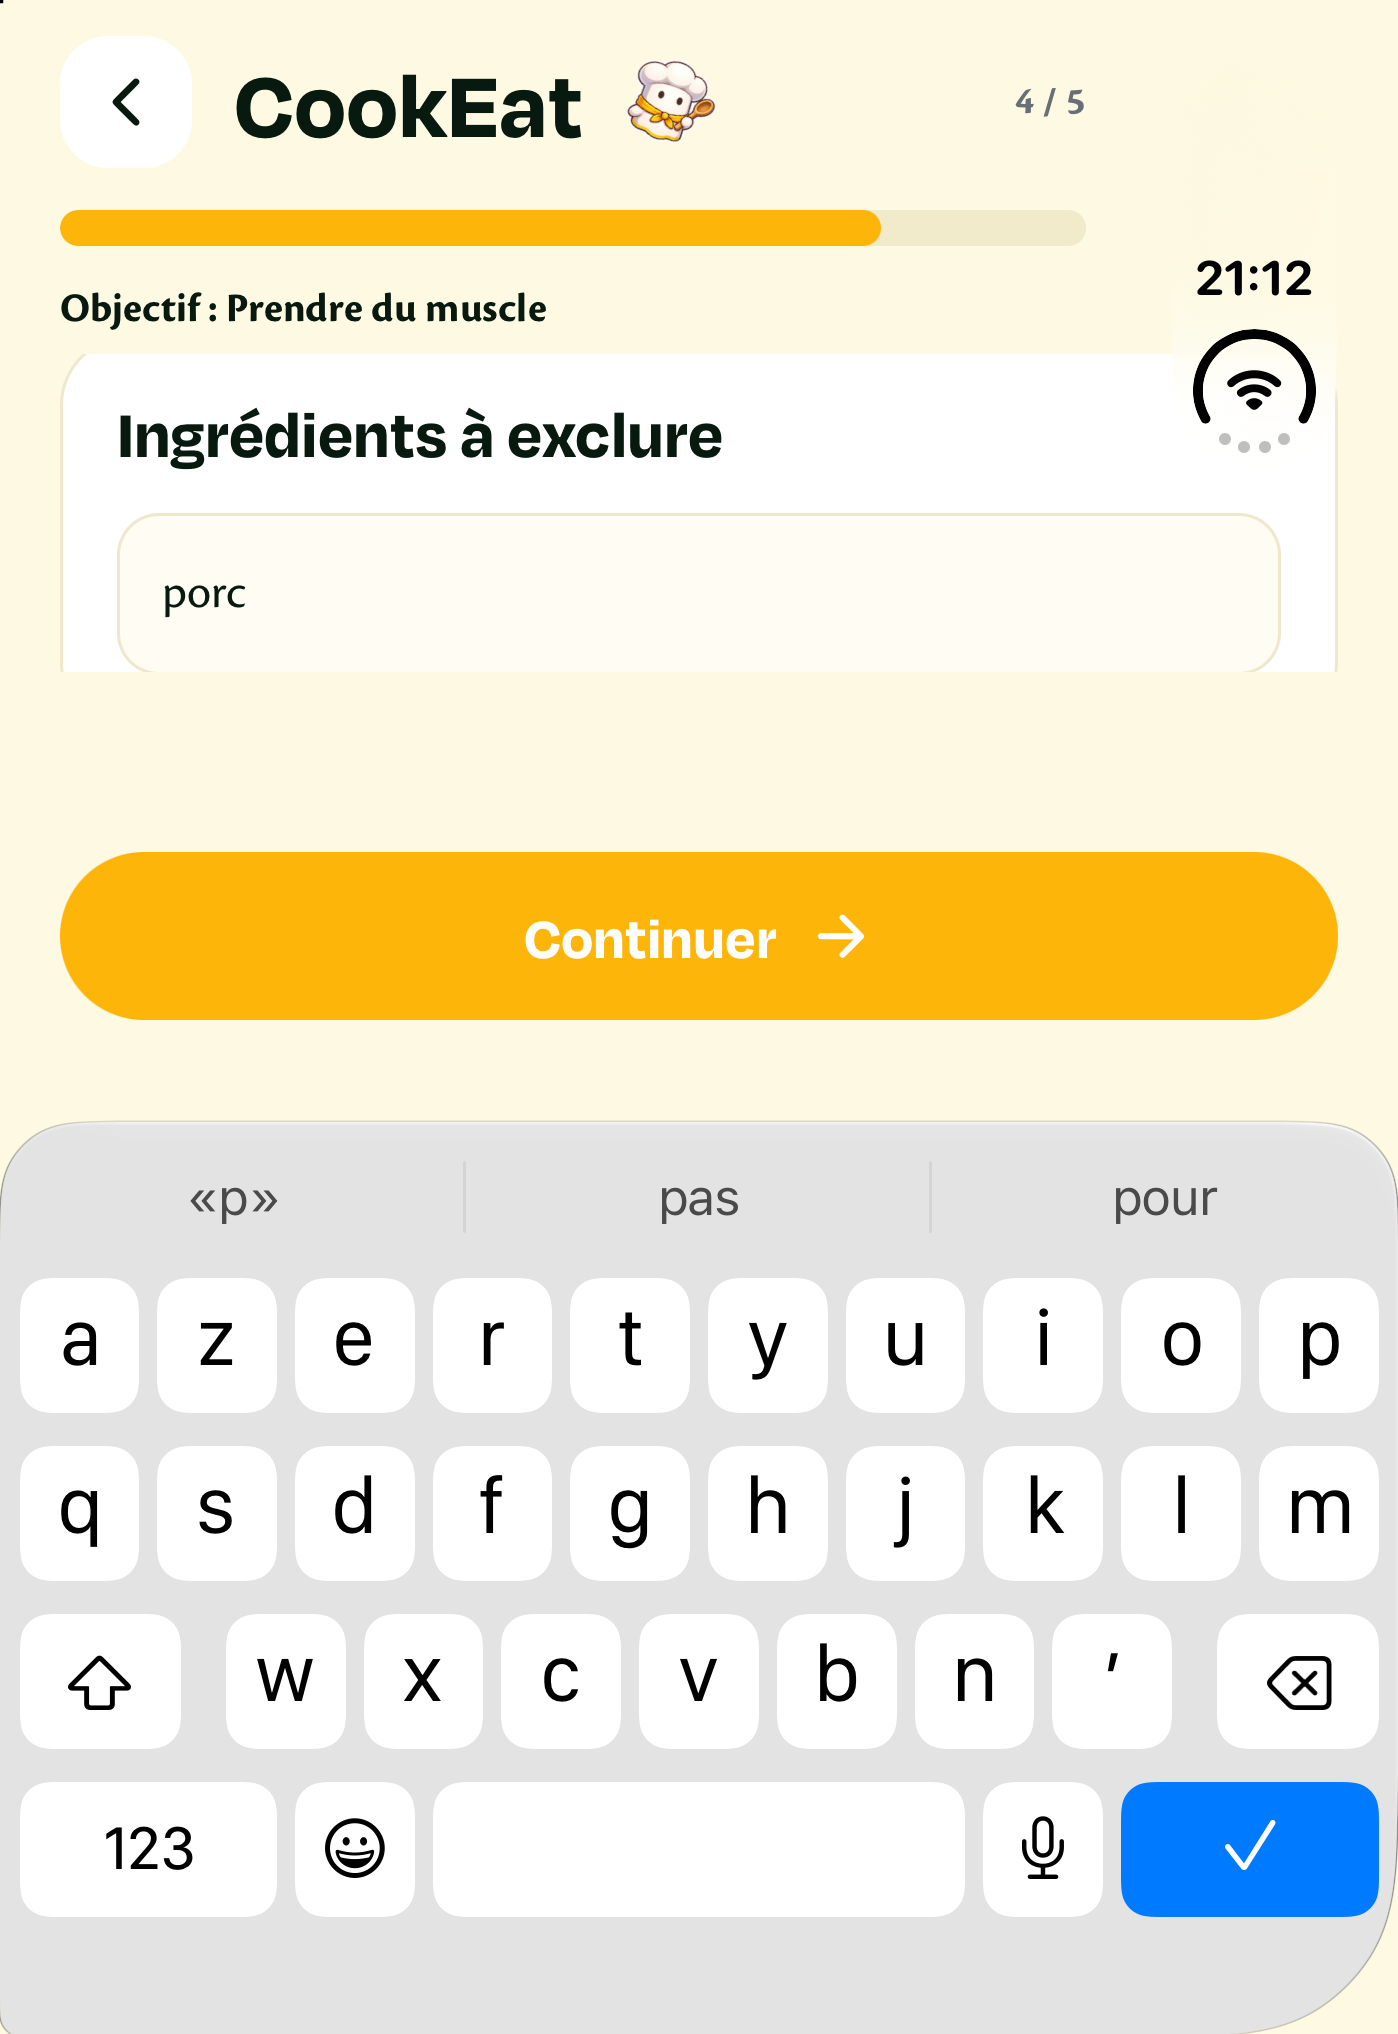 CookEat
4 / 5
21:12
Objectif : Prendre du muscle
Ingrédients à exclure
porc
Continuer →
«p» pas pour
a z e r t y u i o p
q s d f g h j k l m
w x c v b n ′
123